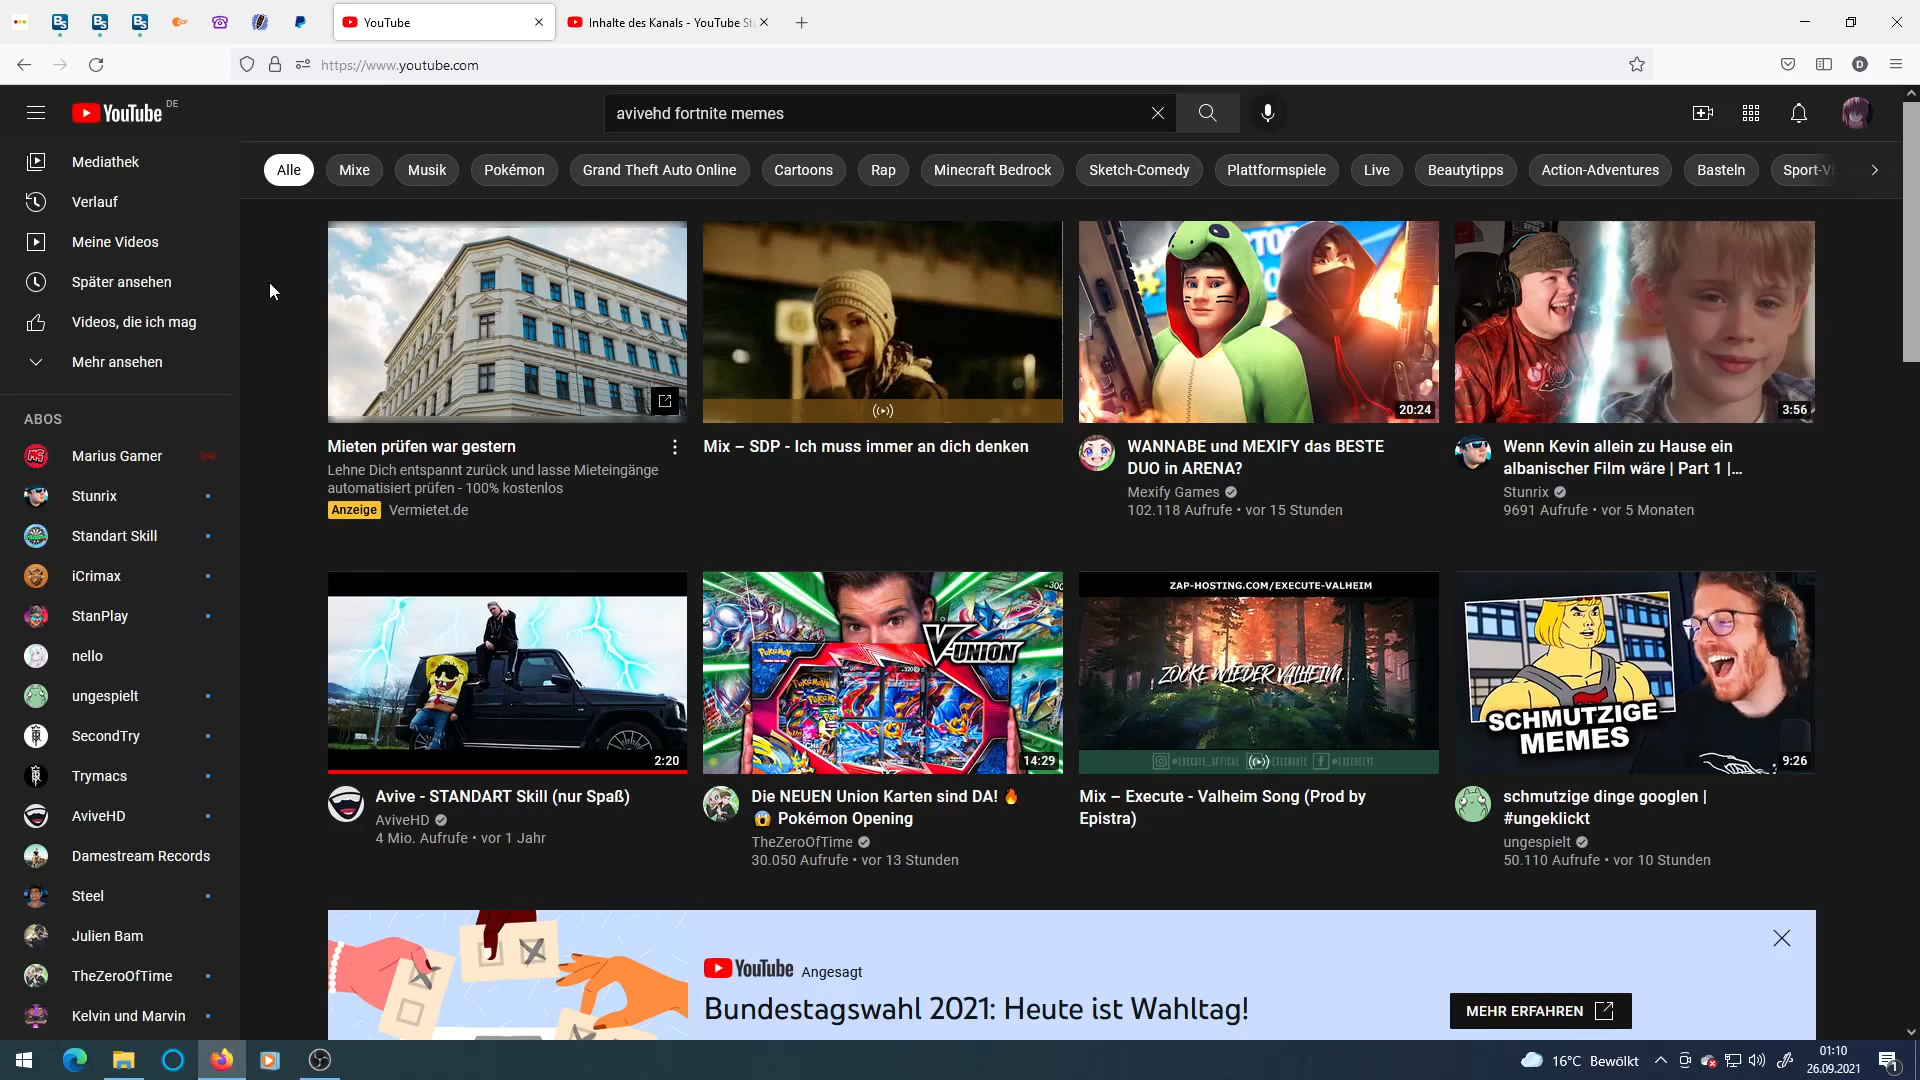 YouTube
Inhalte des Kanals - YouTube St
https://www.youtube.com
YouTube DE
avivehd fortnite memes
Alle
Mixe
Musik
Pokémon
Grand Theft Auto Online
Cartoons
Rap
Minecraft Bedrock
Sketch-Comedy
Plattformspiele
Live
Beautytipps
Action-Adventures
Basteln
Sport-Vi
Mediathek
Verlauf
Meine Videos
Später ansehen
Videos, die ich mag
Mehr ansehen
ABOS
Marius Gamer
Stunrix
Standart Skill
iCrimax
StanPlay
nello
ungespielt
SecondTry
Trymacs
AviveHD
Damestream Records
Steel
Julien Bam
TheZeroOfTime
Kelvin und Marvin
Mieten prüfen war gestern
Lehne Dich entspannt zurück und lasse Mieteingänge
automatisiert prüfen - 100% kostenlos
Anzeige Vermietet.de
Mix – SDP - Ich muss immer an dich denken
20:24
WANNABE und MEXIFY das BESTE
DUO in ARENA?
Mexify Games
102.118 Aufrufe • vor 15 Stunden
3:56
Wenn Kevin allein zu Hause ein
albanischer Film wäre | Part 1 |...
Stunrix
9691 Aufrufe • vor 5 Monaten
2:20
Avive - STANDART Skill (nur Spaß)
AviveHD
4 Mio. Aufrufe • vor 1 Jahr
V-UNION
Pokémon
14:29
Die NEUEN Union Karten sind DA! 🔥
😱 Pokémon Opening
TheZeroOfTime
30.050 Aufrufe • vor 13 Stunden
ZAP-HOSTING.COM/EXECUTE-VALHEIM
ZOCKE WIEDER VALHEIM...
Mix – Execute - Valheim Song (Prod by
Epistra)
SCHMUTZIGE
MEMES
9:26
schmutzige dinge googlen |
#ungeklickt
ungespielt
50.110 Aufrufe • vor 10 Stunden
YouTube Angesagt
Bundestagswahl 2021: Heute ist Wahltag!
MEHR ERFAHREN
16°C Bewölkt
01:10
26.09.2021
1